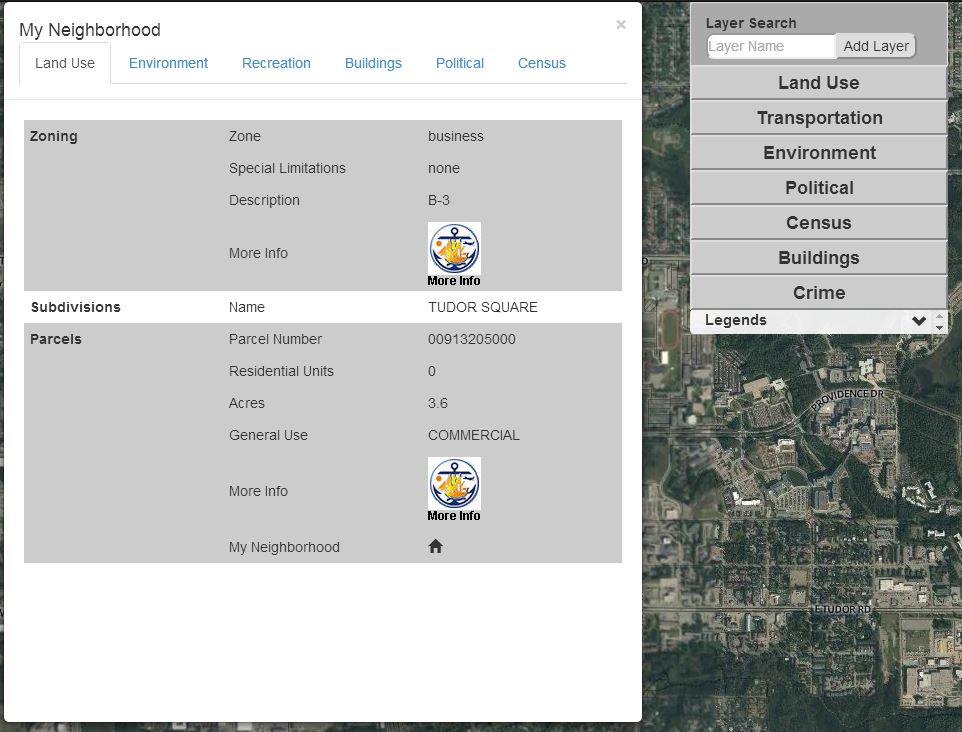 My Neighborhood ×
Land Use Environment Recreation Buildings Political Census
Zoning Zone business
Special Limitations none
Description B-3
More Info More Info
Subdivisions Name TUDOR SQUARE
Parcels Parcel Number 00913205000
Residential Units 0
Acres 3.6
General Use COMMERCIAL
More Info More Info
My Neighborhood
Layer Search
Layer Name Add Layer
Land Use
Transportation
Environment
Political
Census
Buildings
Crime
Legends
PROVIDENCE DR
E TUDOR RD